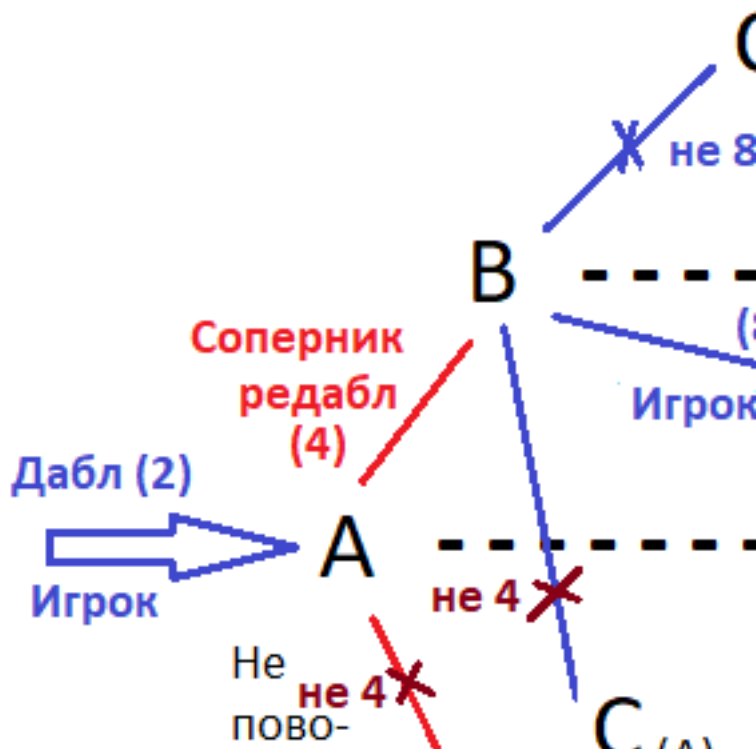 не 8
B
Соперник
редабл
(4)
Игрок
Дабл (2)
A
Игрок
не 4
Не
не 4
пово-
C (A)